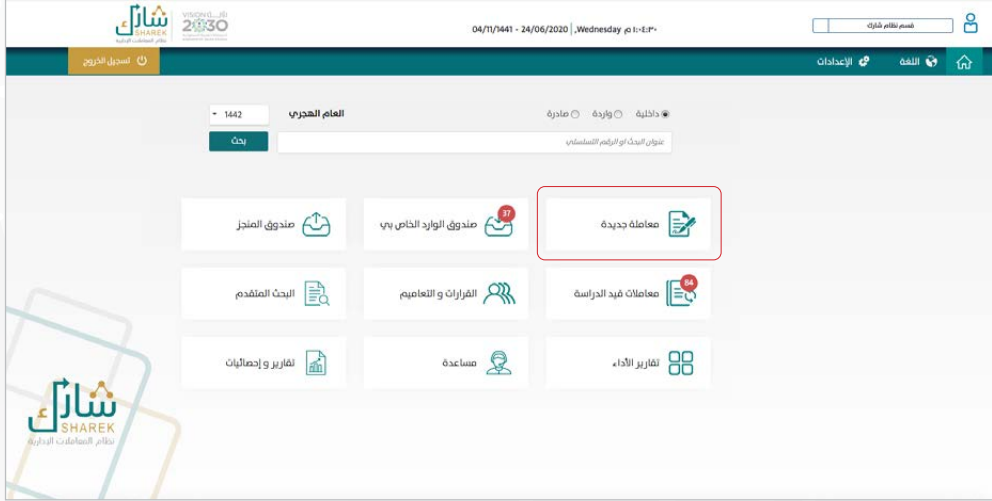 قسم نظام شارك
04/11/1441 - 24/06/2020 ,Wednesday
VISION رؤية
2030
شارك
SHAREK
نظام المعاملات الإدارية
اللغة
الإعدادات
تسجيل الخروج
داخلية واردة صادرة
العام الهجري 1442
عنوان البحث او الرقم التسلسلي
بحث
معاملة جديدة
37
صندوق الوارد الخاص بي
صندوق المنجز
84
معاملات قيد الدراسة
القرارات و التعاميم
البحث المتقدم
تقارير الأداء
مساعدة
تقارير و إحصائيات
شارك
SHAREK
نظام المعاملات الإدارية